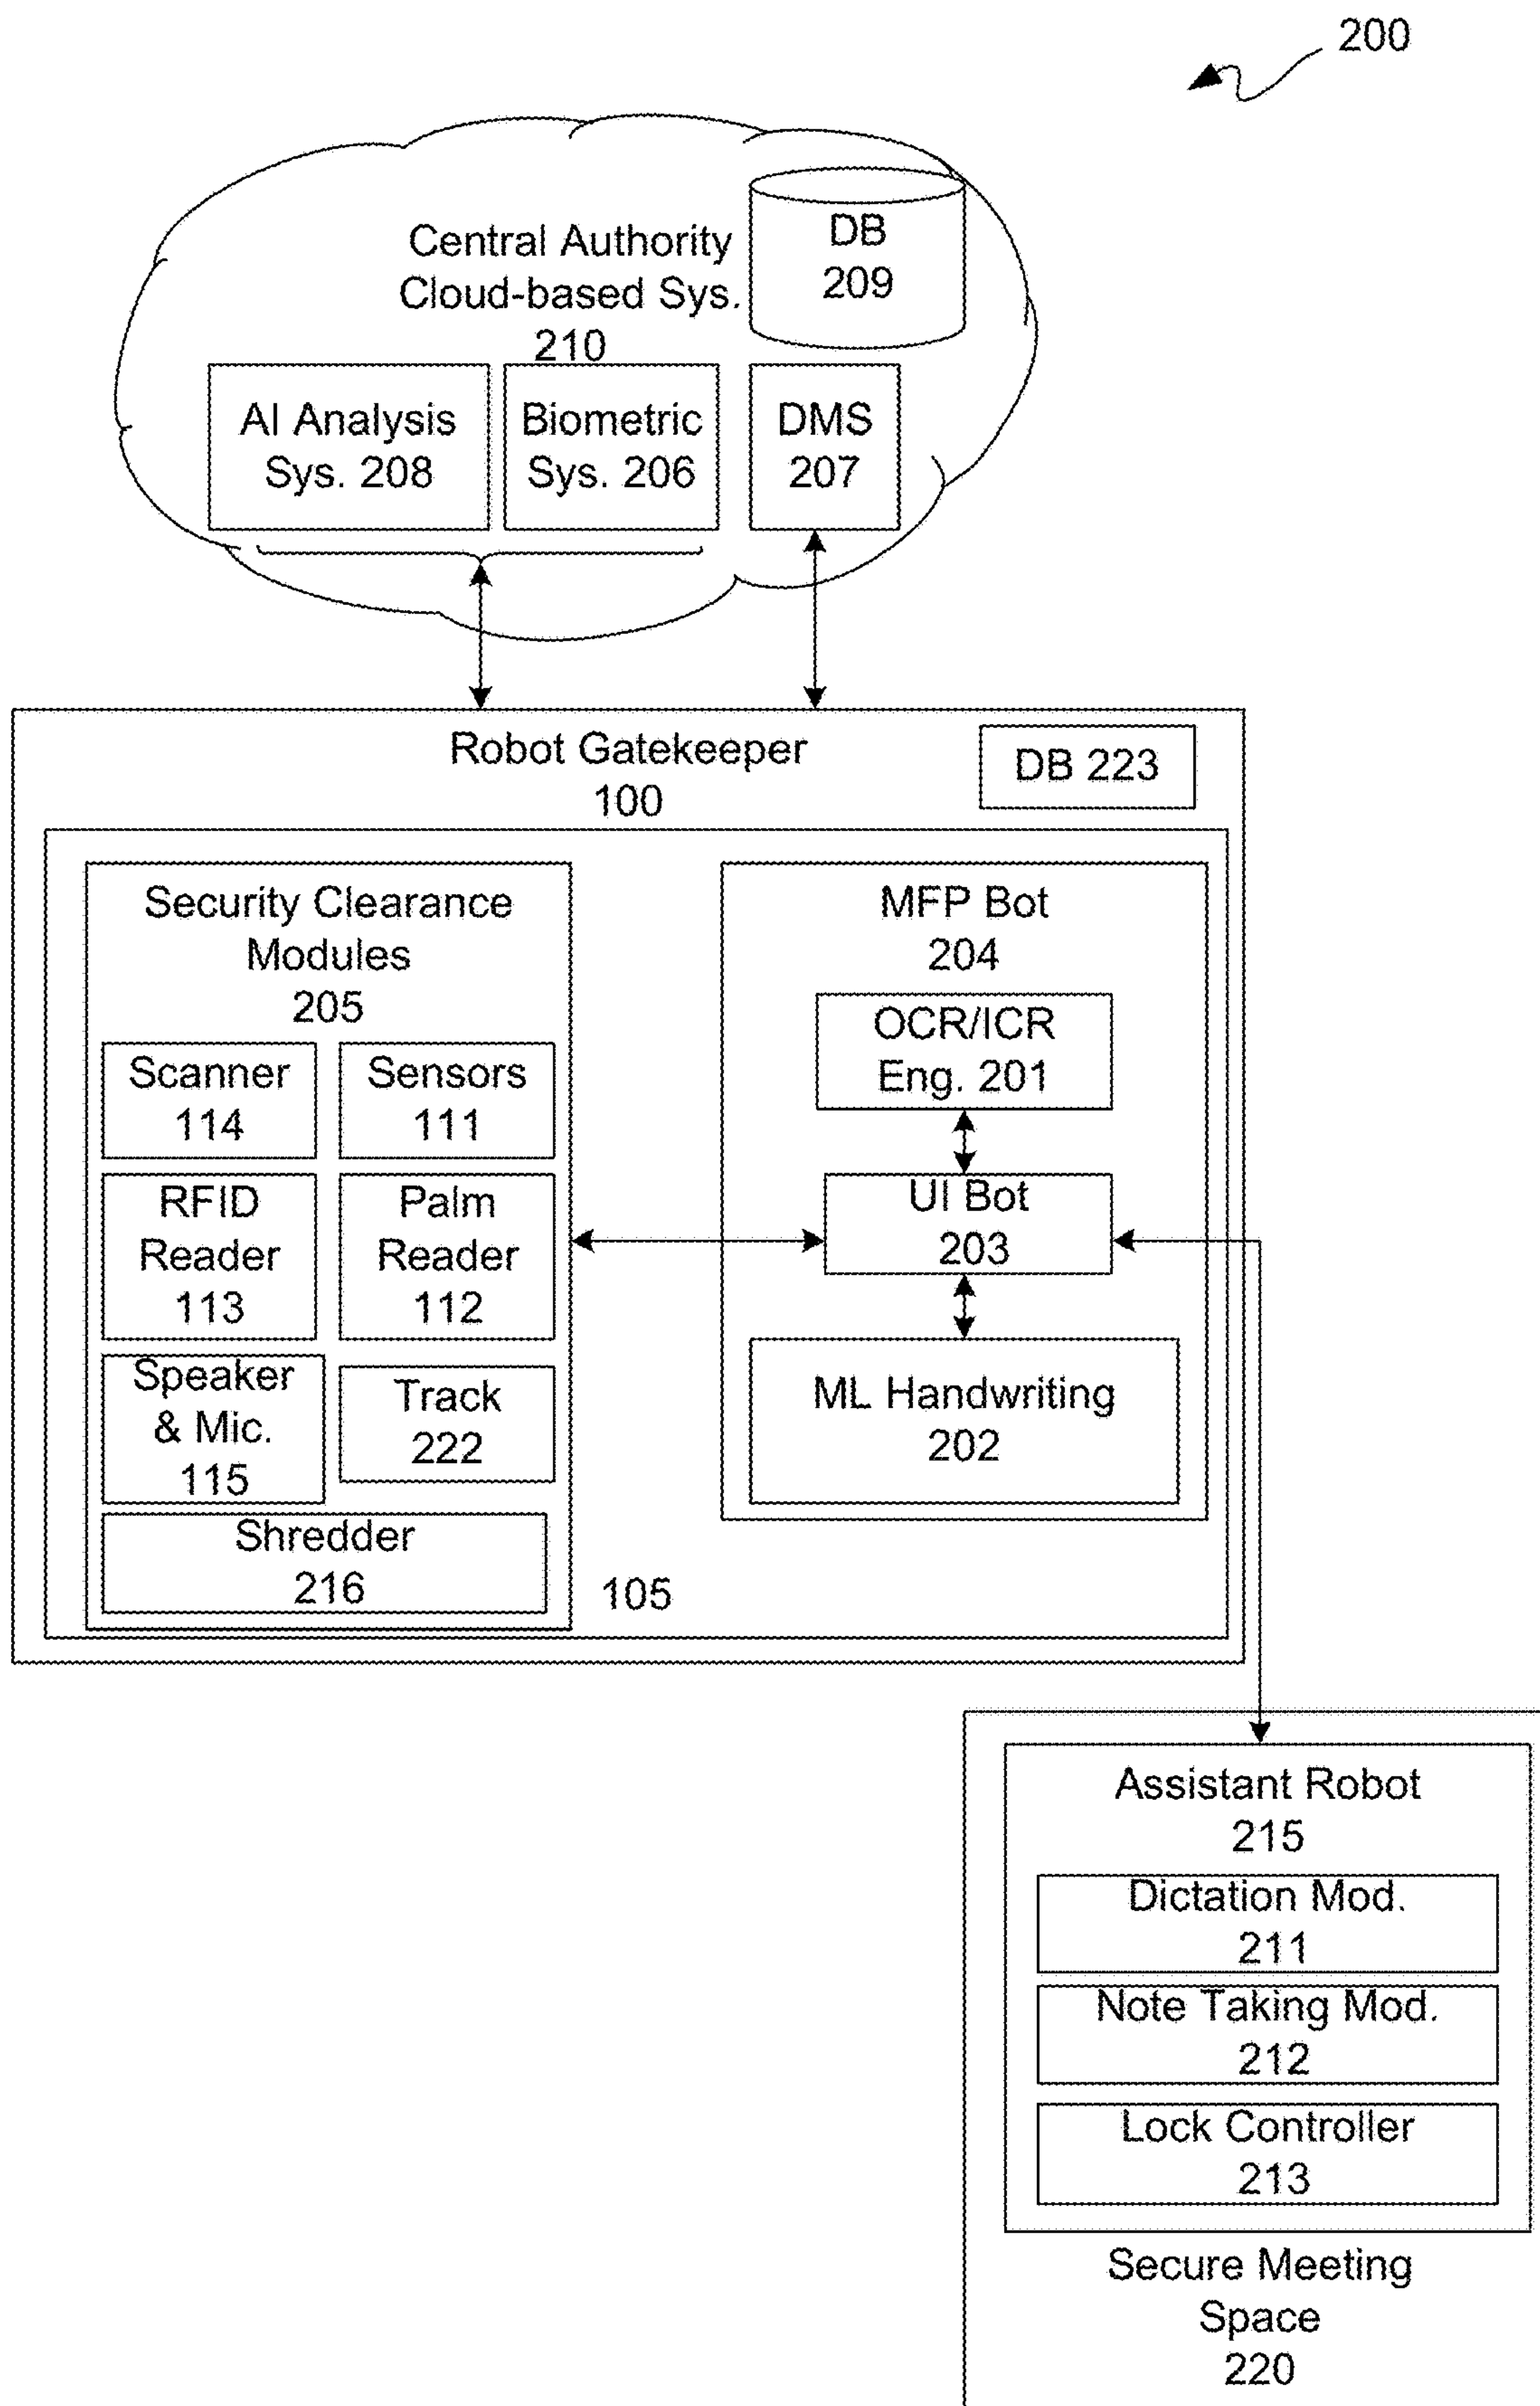 200
Central Authority
Cloud-based Sys.
210
DB
209
AI Analysis
Sys. 208
Biometric
Sys. 206
DMS
207
Robot Gatekeeper
100
DB 223
Security Clearance
Modules
205
Scanner
114
Sensors
111
RFID
Reader
113
Palm
Reader
112
Speaker
& Mic.
115
Track
222
Shredder
216
105
MFP Bot
204
OCR/ICR
Eng. 201
UI Bot
203
ML Handwriting
202
Assistant Robot
215
Dictation Mod.
211
Note Taking Mod.
212
Lock Controller
213
Secure Meeting
Space
220